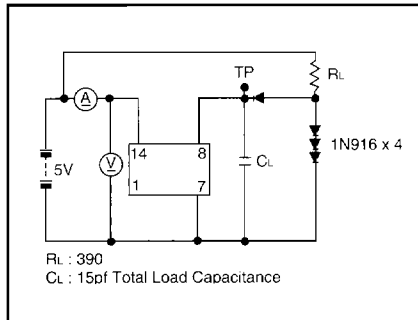 TP
RL
A
14
8
1N916 x 4
5V
V
CL
1
7
RL : 390
CL : 15pf Total Load Capacitance